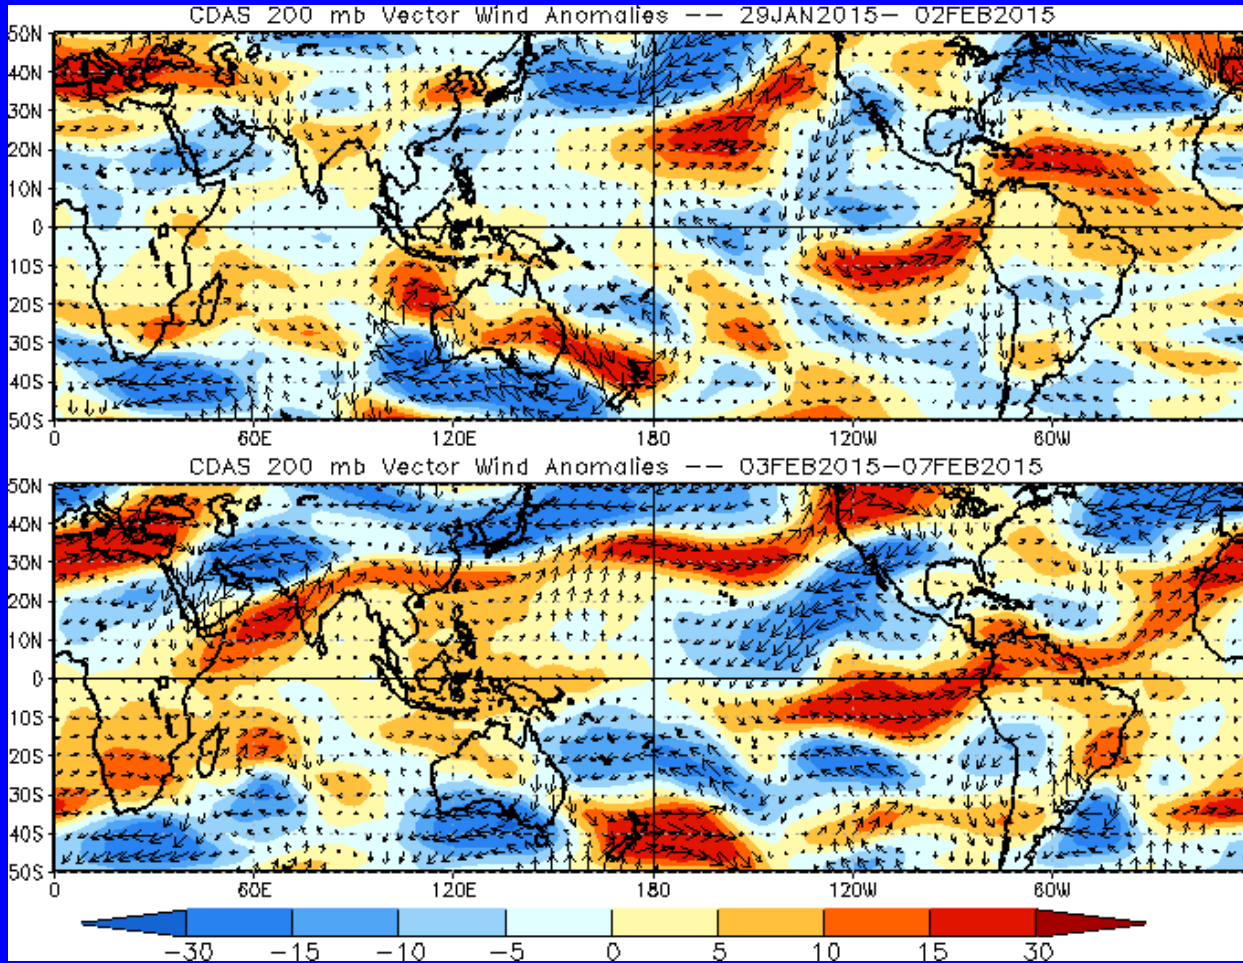 CDAS 200 mb Vector Wind Anomalies -- 29JAN2015- 02FEB2015
50N
40N
30N
20N
10N
0
10S
20S
30S
40S
50S
0 60E 120E 180 120W 60W
CDAS 200 mb Vector Wind Anomalies -- 03FEB2015-07FEB2015
50N
40N
30N
20N
10N
0
10S
20S
30S
40S
50S
0 60E 120E 180 120W 60W
-30 -15 -10 -5 0 5 10 15 30